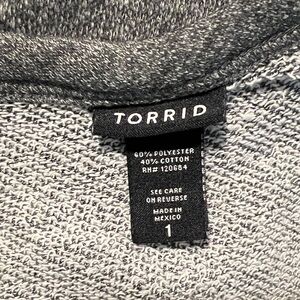 TORRID
60% POLYESTER
40% COTTON
RN# 120684
SEE CARE
ON REVERSE
MADE IN
MEXICO
1